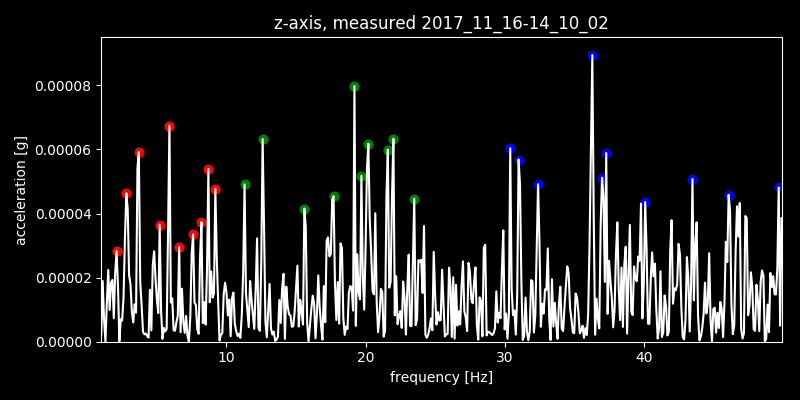 z-axis, measured 2017_11_16-14_10_02
0.00008
0.00006
0.00004
0.00002
0.00000
acceleration [g]
10 20 30 40
frequency [Hz]